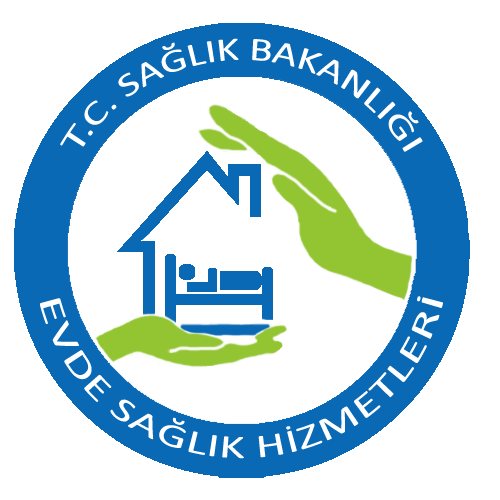 T.C. SAĞLIK BAKANLIĞI
EVDE SAĞLIK HİZMETLERİ